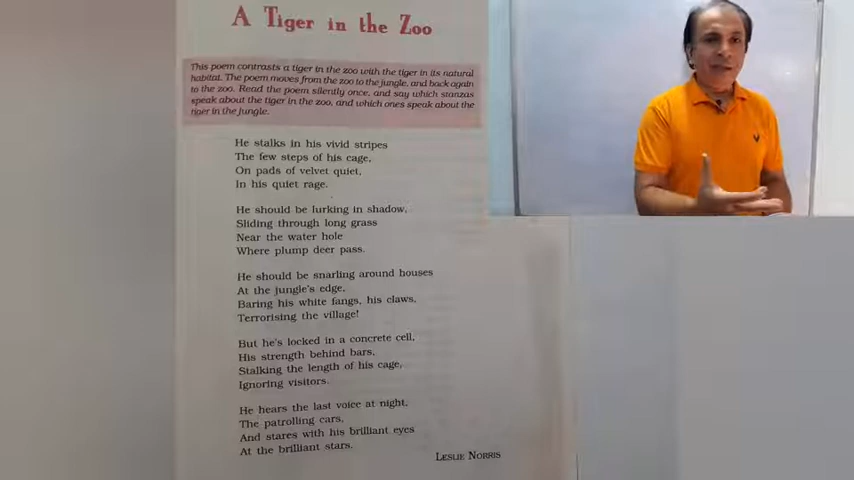 A Tiger in the Zoo
This poem contrasts a tiger in the zoo with the tiger in its natural
habitat. The poem moves from the zoo to the jungle, and back again
to the zoo. Read the poem silently once, and say which stanzas
speak about the tiger in the zoo, and which ones speak about the
tiger in the jungle.
He stalks in his vivid stripes
The few steps of his cage,
On pads of velvet quiet,
In his quiet rage.
He should be lurking in shadow,
Sliding through long grass
Near the water hole
Where plump deer pass.
He should be snarling around houses
At the jungle's edge,
Baring his white fangs, his claws,
Terrorising the village!
But he's locked in a concrete cell,
His strength behind bars,
Stalking the length of his cage,
Ignoring visitors.
He hears the last voice at night,
The patrolling cars,
And stares with his brilliant eyes
At the brilliant stars.
LESLIE NORRIS